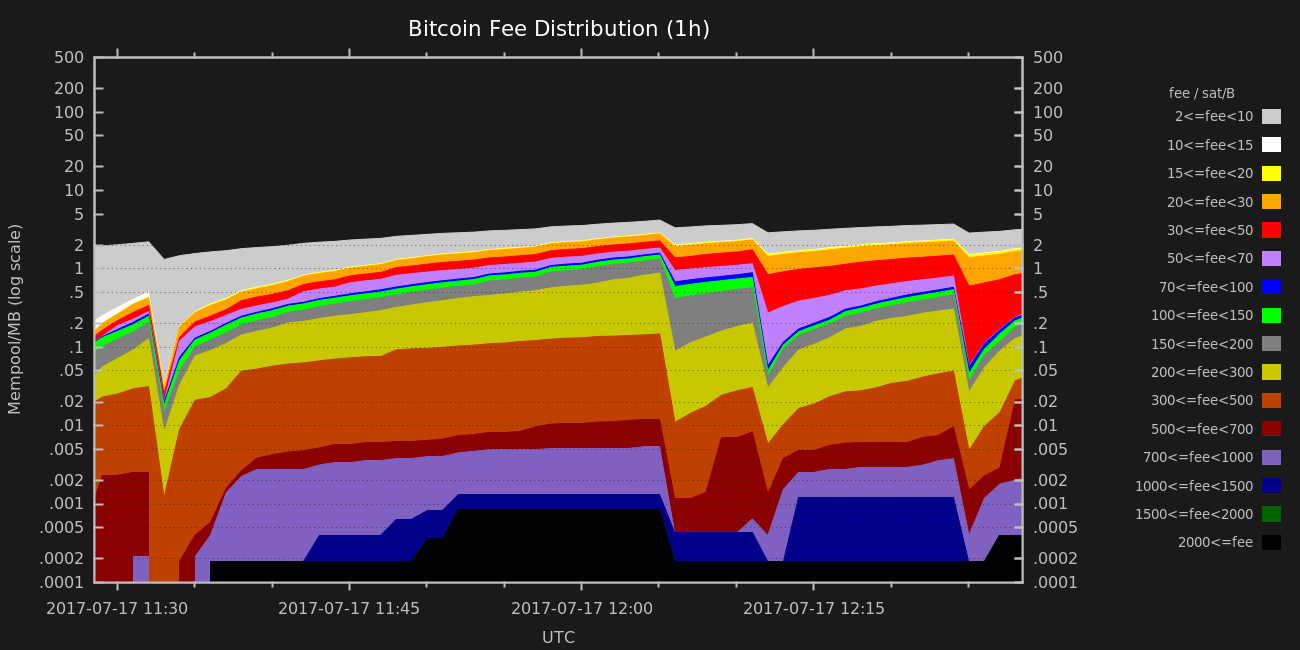 Bitcoin Fee Distribution (1h)
Mempool/MB (log scale)
500
200
100
50
20
10
5
2
1
.5
.2
.1
.05
.02
.01
.005
.002
.001
.0005
.0002
.0001
500
200
100
50
20
10
5
2
1
.5
.2
.1
.05
.02
.01
.005
.002
.001
.0005
.0002
.0001
2017-07-17 11:30 2017-07-17 11:45 2017-07-17 12:00 2017-07-17 12:15
UTC
fee / sat/B
2<=fee<10
10<=fee<15
15<=fee<20
20<=fee<30
30<=fee<50
50<=fee<70
70<=fee<100
100<=fee<150
150<=fee<200
200<=fee<300
300<=fee<500
500<=fee<700
700<=fee<1000
1000<=fee<1500
1500<=fee<2000
2000<=fee